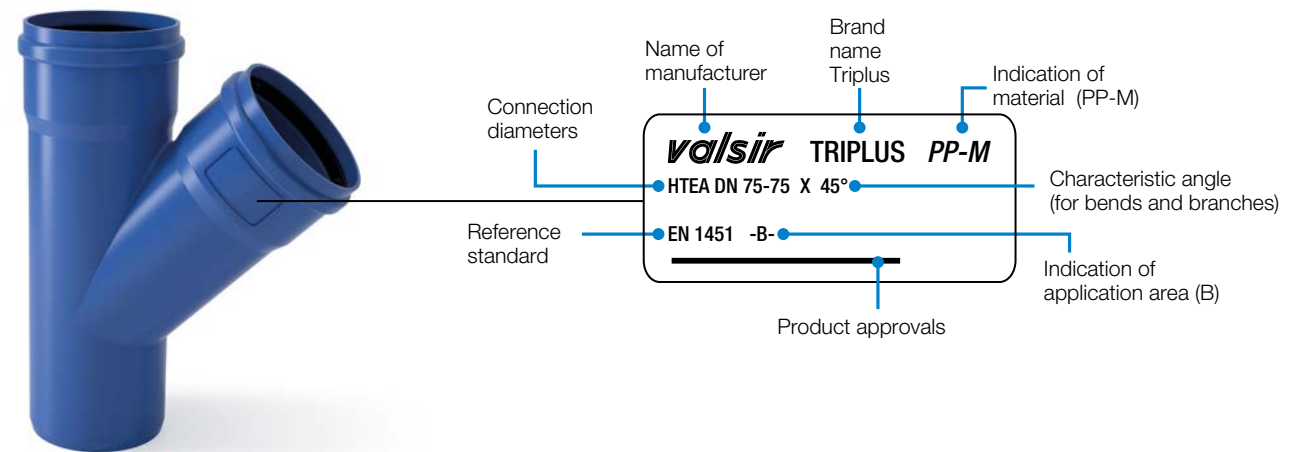 Name of
manufacturer
Brand
name
Triplus
Indication of
material (PP-M)
Connection
diameters
valsir TRIPLUS PP-M
HTEA DN 75-75 X 45°
Characteristic angle
(for bends and branches)
Reference
standard
EN 1451 -B-
Indication of
application area (B)
Product approvals